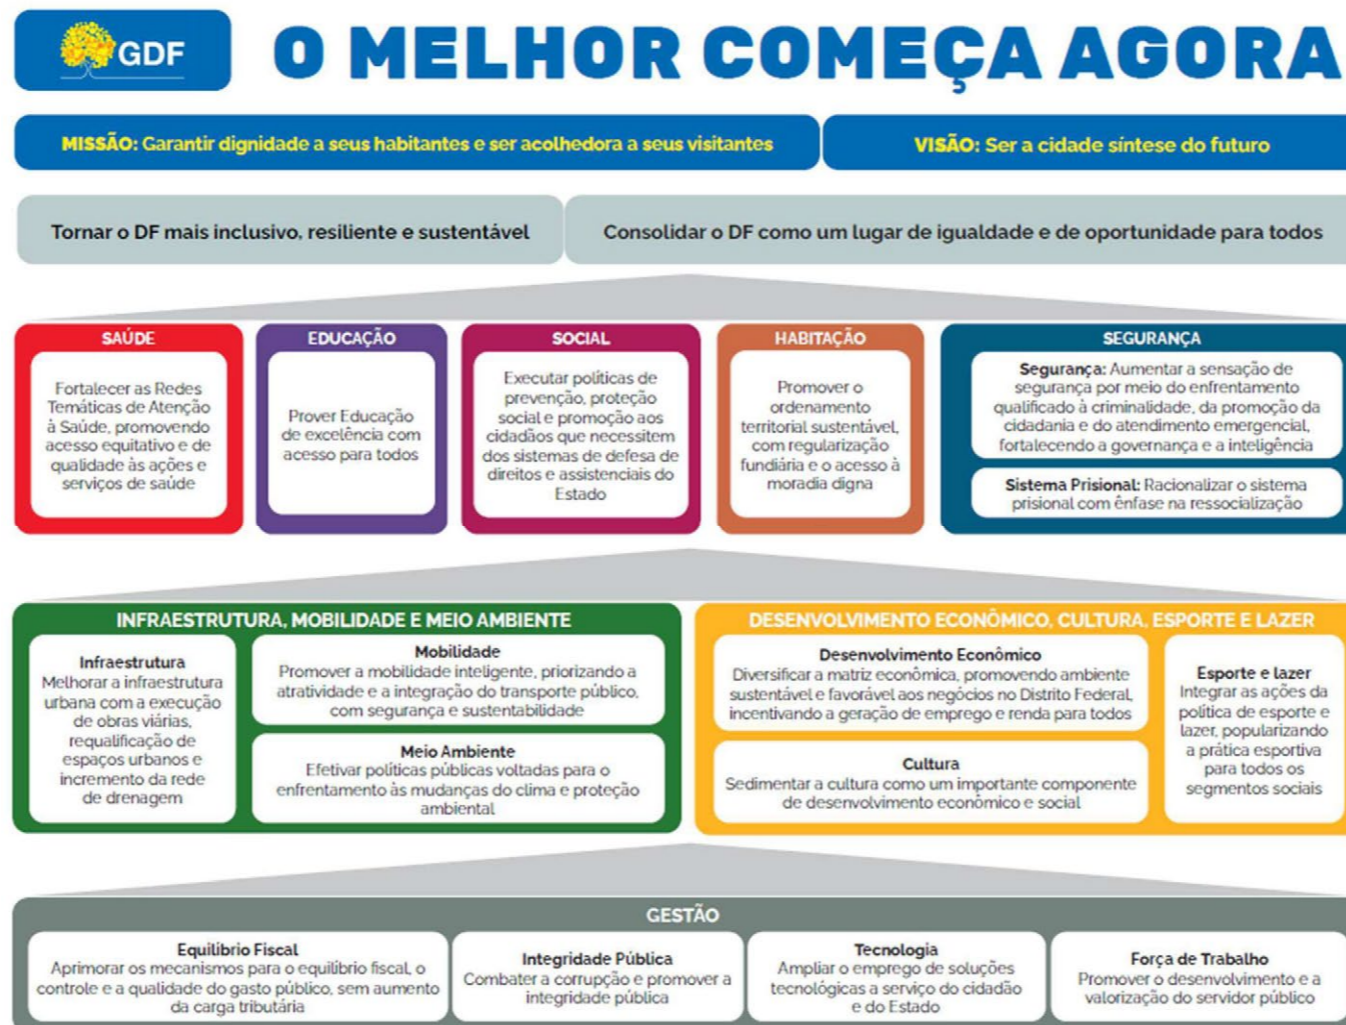 GDF
O MELHOR COMEÇA AGORA
MISSÃO: Garantir dignidade a seus habitantes e ser acolhedora a seus visitantes
VISÃO: Ser a cidade síntese do futuro
Tornar o DF mais inclusivo, resiliente e sustentável
Consolidar o DF como um lugar de igualdade e de oportunidade para todos
SAÚDE
Fortalecer as Redes
Temáticas de Atenção
à Saúde, promovendo
acesso equitativo e de
qualidade às ações e
serviços de saúde
EDUCAÇÃO
Prover Educação
de excelência com
acesso para todos
SOCIAL
Executar políticas de
prevenção, proteção
social e promoção aos
cidadãos que necessitem
dos sistemas de defesa de
direitos e assistenciais do
Estado
HABITAÇÃO
Promover o
ordenamento
territorial sustentável,
com regularização
fundiária e o acesso à
moradia digna
SEGURANÇA
Segurança: Aumentar a sensação de
segurança por meio do enfrentamento
qualificado à criminalidade, da promoção da
cidadania e do atendimento emergencial,
fortalecendo a governança e a inteligência
Sistema Prisional: Racionalizar o sistema
prisional com ênfase na ressocialização
INFRAESTRUTURA, MOBILIDADE E MEIO AMBIENTE
Infraestrutura
Melhorar a infraestrutura
urbana com a execução
de obras viárias,
requalificação de
espaços urbanos e
incremento da rede
de drenagem
Mobilidade
Promover a mobilidade inteligente, priorizando a
atratividade e a integração do transporte público,
com segurança e sustentabilidade
Meio Ambiente
Efetivar políticas públicas voltadas para o
enfrentamento às mudanças do clima e proteção
ambiental
DESENVOLVIMENTO ECONÔMICO, CULTURA, ESPORTE E LAZER
Desenvolvimento Econômico
Diversificar a matriz econômica, promovendo ambiente
sustentável e favorável aos negócios no Distrito Federal,
incentivando a geração de emprego e renda para todos
Cultura
Sedimentar a cultura como um importante componente
de desenvolvimento econômico e social
Esporte e lazer
Integrar as ações da
política de esporte e
lazer, popularizando
a prática esportiva
para todos os
segmentos sociais
GESTÃO
Equilíbrio Fiscal
Aprimorar os mecanismos para o equilíbrio fiscal, o
controle e a qualidade do gasto público, sem aumento
da carga tributária
Integridade Pública
Combater a corrupção e promover a
integridade pública
Tecnologia
Ampliar o emprego de soluções
tecnológicas a serviço do cidadão
e do Estado
Força de Trabalho
Promover o desenvolvimento e a
valorização do servidor público